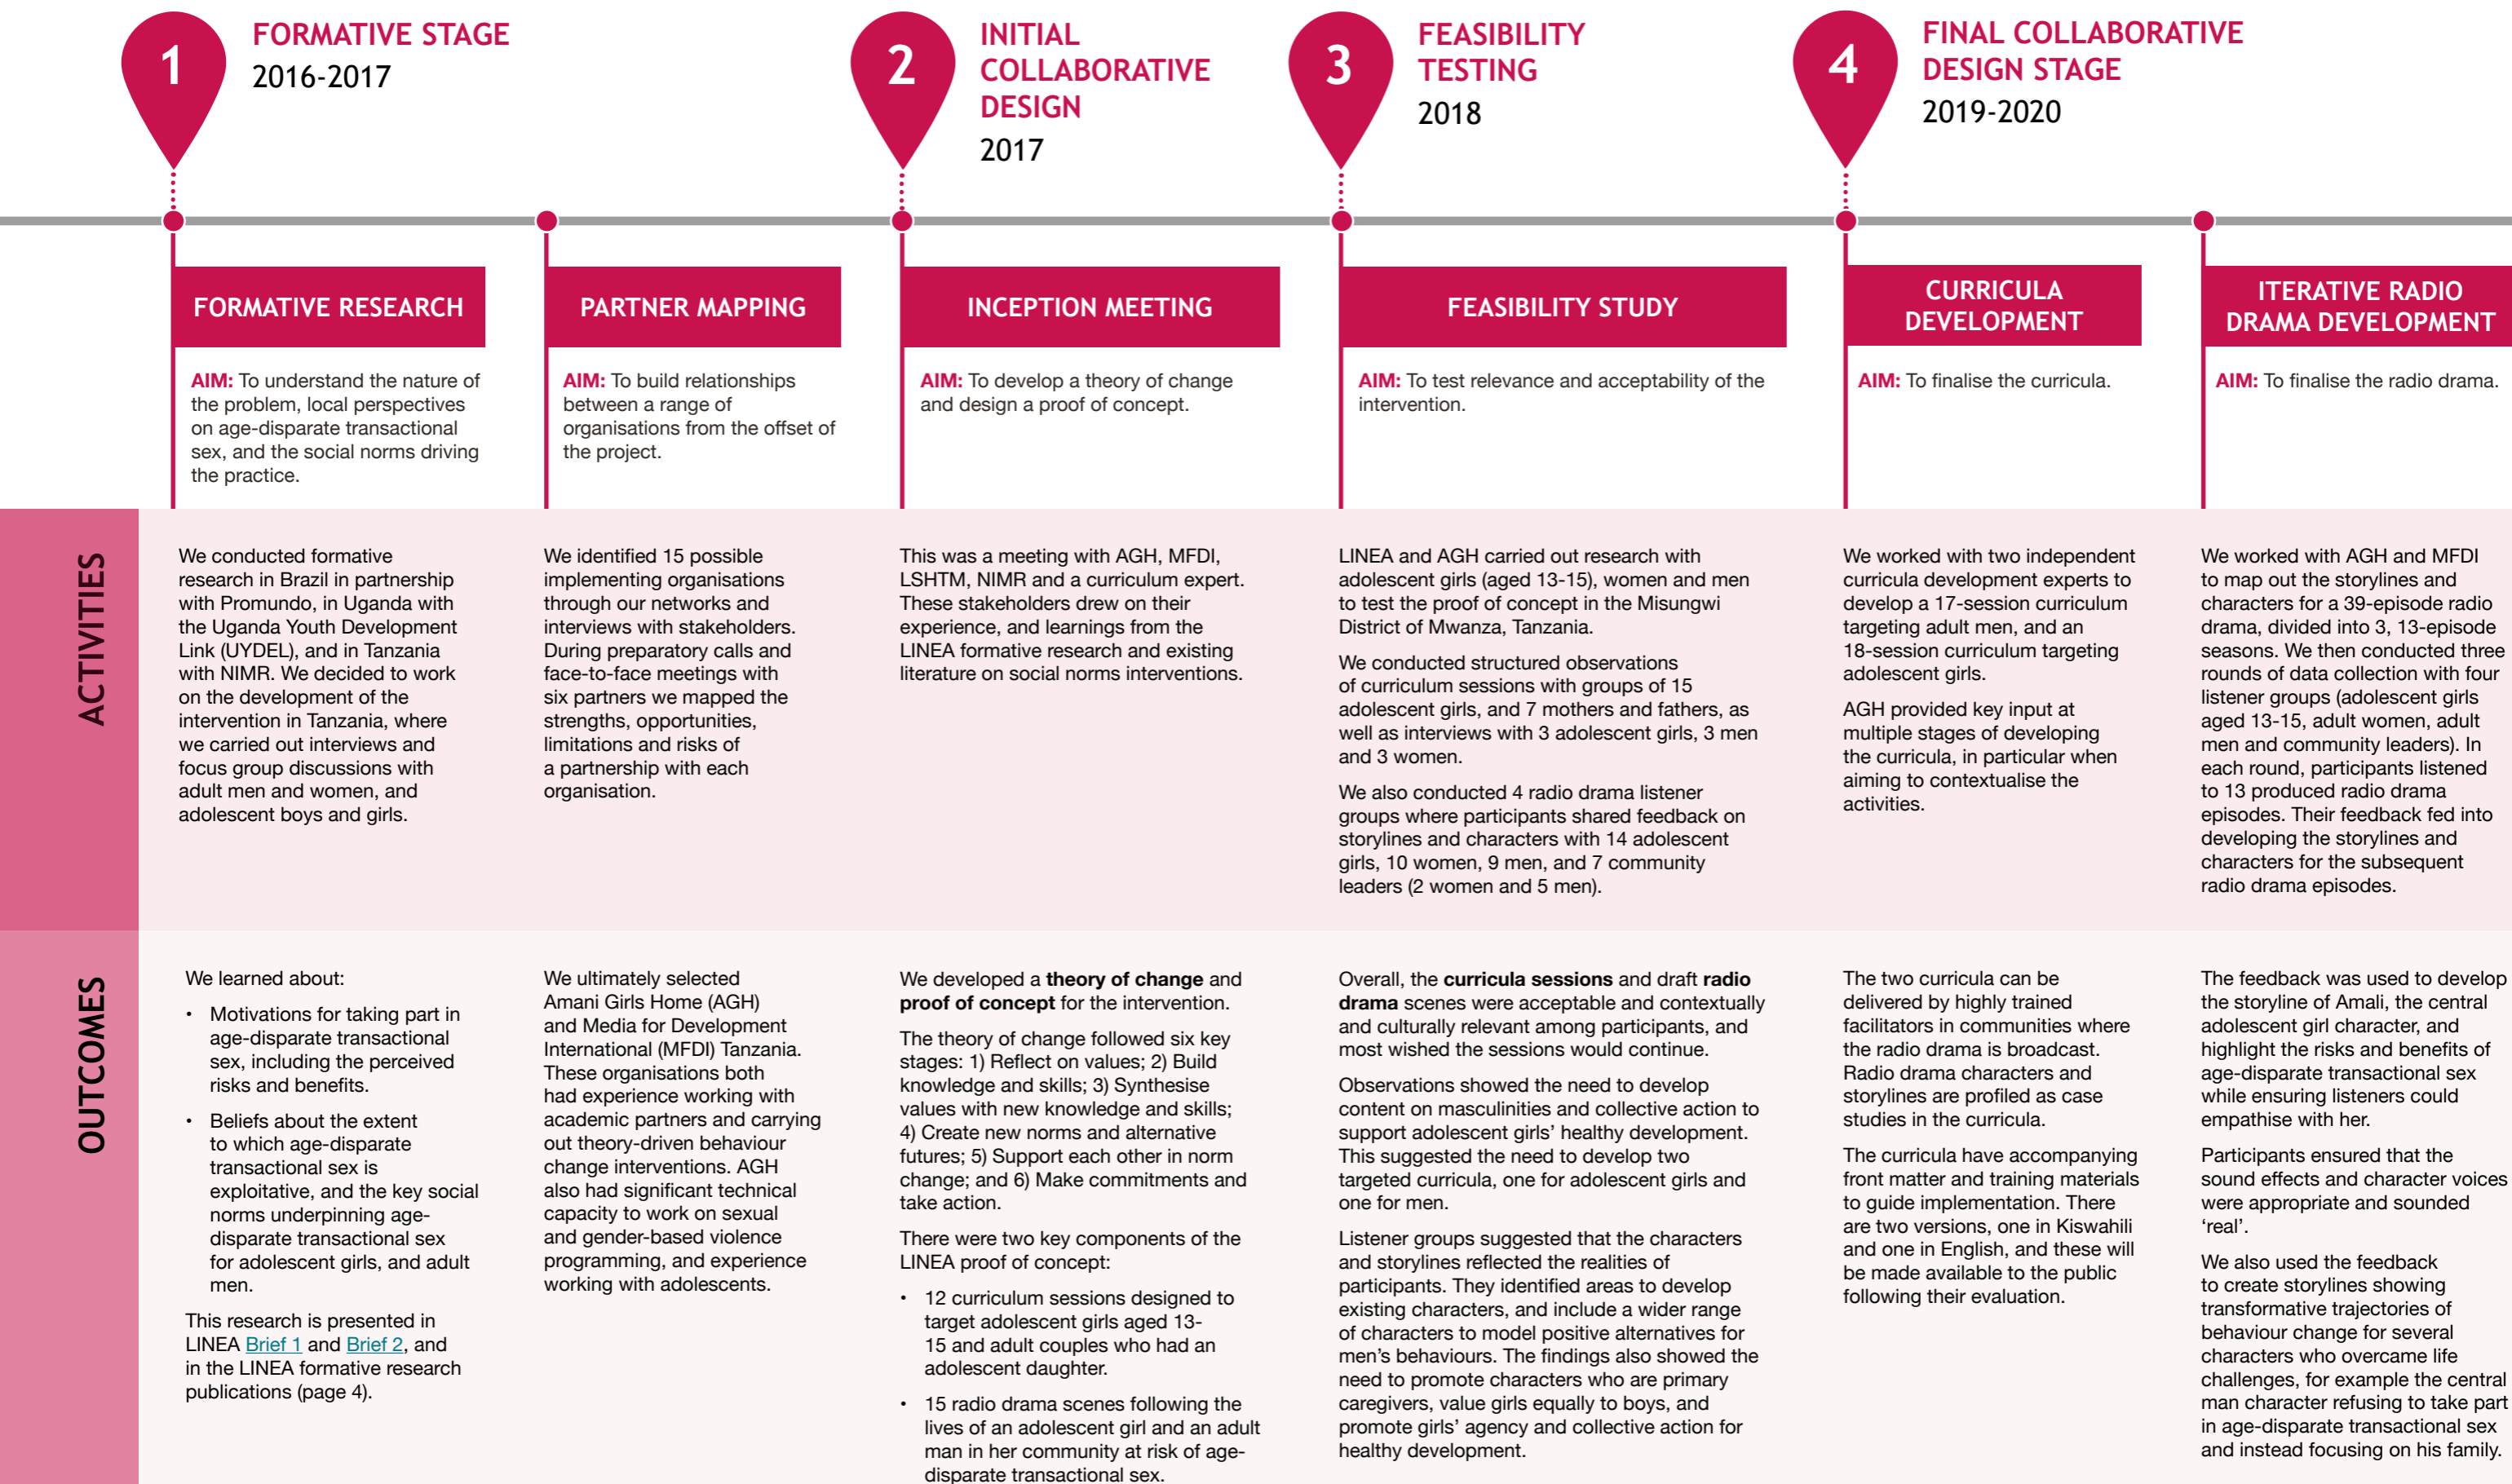 1
FORMATIVE STAGE
2016-2017
2
INITIAL
COLLABORATIVE
DESIGN
2017
3
FEASIBILITY
TESTING
2018
4
FINAL COLLABORATIVE
DESIGN STAGE
2019-2020
FORMATIVE RESEARCH
AIM: To understand the nature of
the problem, local perspectives
on age-disparate transactional
sex, and the social norms driving
the practice.
PARTNER MAPPING
AIM: To build relationships
between a range of
organisations from the offset of
the project.
INCEPTION MEETING
AIM: To develop a theory of change
and design a proof of concept.
FEASIBILITY STUDY
AIM: To test relevance and acceptability of the
intervention.
CURRICULA
DEVELOPMENT
AIM: To finalise the curricula.
ITERATIVE RADIO
DRAMA DEVELOPMENT
AIM: To finalise the radio drama.
ACTIVITIES
We conducted formative
research in Brazil in partnership
with Promundo, in Uganda with
the Uganda Youth Development
Link (UYDEL), and in Tanzania
with NIMR. We decided to work
on the development of the
intervention in Tanzania, where
we carried out interviews and
focus group discussions with
adult men and women, and
adolescent boys and girls.
We identified 15 possible
implementing organisations
through our networks and
interviews with stakeholders.
During preparatory calls and
face-to-face meetings with
six partners we mapped the
strengths, opportunities,
limitations and risks of
a partnership with each
organisation.
This was a meeting with AGH, MFDI,
LSHTM, NIMR and a curriculum expert.
These stakeholders drew on their
experience, and learnings from the
LINEA formative research and existing
literature on social norms interventions.
LINEA and AGH carried out research with
adolescent girls (aged 13-15), women and men
to test the proof of concept in the Misungwi
District of Mwanza, Tanzania.
We conducted structured observations
of curriculum sessions with groups of 15
adolescent girls, and 7 mothers and fathers, as
well as interviews with 3 adolescent girls, 3 men
and 3 women.
We also conducted 4 radio drama listener
groups where participants shared feedback on
storylines and characters with 14 adolescent
girls, 10 women, 9 men, and 7 community
leaders (2 women and 5 men).
We worked with two independent
curricula development experts to
develop a 17-session curriculum
targeting adult men, and an
18-session curriculum targeting
adolescent girls.
AGH provided key input at
multiple stages of developing
the curricula, in particular when
aiming to contextualise the
activities.
We worked with AGH and MFDI
to map out the storylines and
characters for a 39-episode radio
drama, divided into 3, 13-episode
seasons. We then conducted three
rounds of data collection with four
listener groups (adolescent girls
aged 13-15, adult women, adult
men and community leaders). In
each round, participants listened
to 13 produced radio drama
episodes. Their feedback fed into
developing the storylines and
characters for the subsequent
radio drama episodes.
OUTCOMES
We learned about:
• Motivations for taking part in
age-disparate transactional
sex, including the perceived
risks and benefits.
• Beliefs about the extent
to which age-disparate
transactional sex is
exploitative, and the key social
norms underpinning age-
disparate transactional sex
for adolescent girls, and adult
men.
This research is presented in
LINEA Brief 1 and Brief 2, and
in the LINEA formative research
publications (page 4).
We ultimately selected
Amani Girls Home (AGH)
and Media for Development
International (MFDI) Tanzania.
These organisations both
had experience working with
academic partners and carrying
out theory-driven behaviour
change interventions. AGH
also had significant technical
capacity to work on sexual
and gender-based violence
programming, and experience
working with adolescents.
We developed a theory of change and
proof of concept for the intervention.
The theory of change followed six key
stages: 1) Reflect on values; 2) Build
knowledge and skills; 3) Synthesise
values with new knowledge and skills;
4) Create new norms and alternative
futures; 5) Support each other in norm
change; and 6) Make commitments and
take action.
There were two key components of the
LINEA proof of concept:
• 12 curriculum sessions designed to
target adolescent girls aged 13-
15 and adult couples who had an
adolescent daughter.
• 15 radio drama scenes following the
lives of an adolescent girl and an adult
man in her community at risk of age-
disparate transactional sex.
Overall, the curricula sessions and draft radio
drama scenes were acceptable and contextually
and culturally relevant among participants, and
most wished the sessions would continue.
Observations showed the need to develop
content on masculinities and collective action to
support adolescent girls' healthy development.
This suggested the need to develop two
targeted curricula, one for adolescent girls and
one for men.
Listener groups suggested that the characters
and storylines reflected the realities of
participants. They identified areas to develop
existing characters, and include a wider range
of characters to model positive alternatives for
men's behaviours. The findings also showed the
need to promote characters who are primary
caregivers, value girls equally to boys, and
promote girls' agency and collective action for
healthy development.
The two curricula can be
delivered by highly trained
facilitators in communities where
the radio drama is broadcast.
Radio drama characters and
storylines are profiled as case
studies in the curricula.
The curricula have accompanying
front matter and training materials
to guide implementation. There
are two versions, one in Kiswahili
and one in English, and these will
be made available to the public
following their evaluation.
The feedback was used to develop
the storyline of Amali, the central
adolescent girl character, and
highlight the risks and benefits of
age-disparate transactional sex
while ensuring listeners could
empathise with her.
Participants ensured that the
sound effects and character voices
were appropriate and sounded
‘real’.
We also used the feedback
to create storylines showing
transformative trajectories of
behaviour change for several
characters who overcame life
challenges, for example the central
man character refusing to take part
in age-disparate transactional sex
and instead focusing on his family.